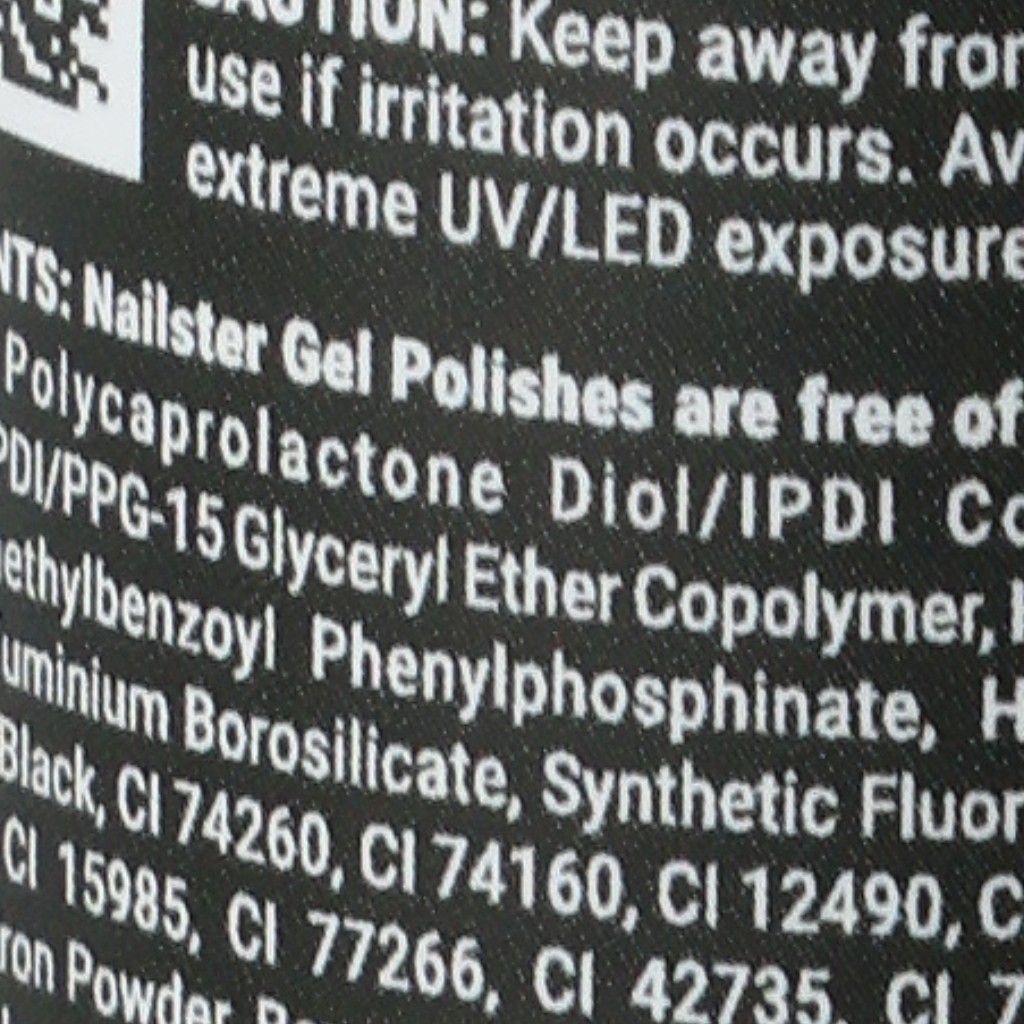 CAUTION: Keep away from
use if irritation occurs. Av
extreme UV/LED exposure
NTS: Nailster Gel Polishes are free of
Polycaprolactone Diol/IPDI Co
PDI/PPG-15 Glyceryl Ether Copolymer,
ethylbenzoyl Phenylphosphinate, H
uminium Borosilicate, Synthetic Fluor
Black, CI 74260, CI 74160, CI 12490, C
CI 15985, CI 77266, CI 42735, CI 7
ron Powder,